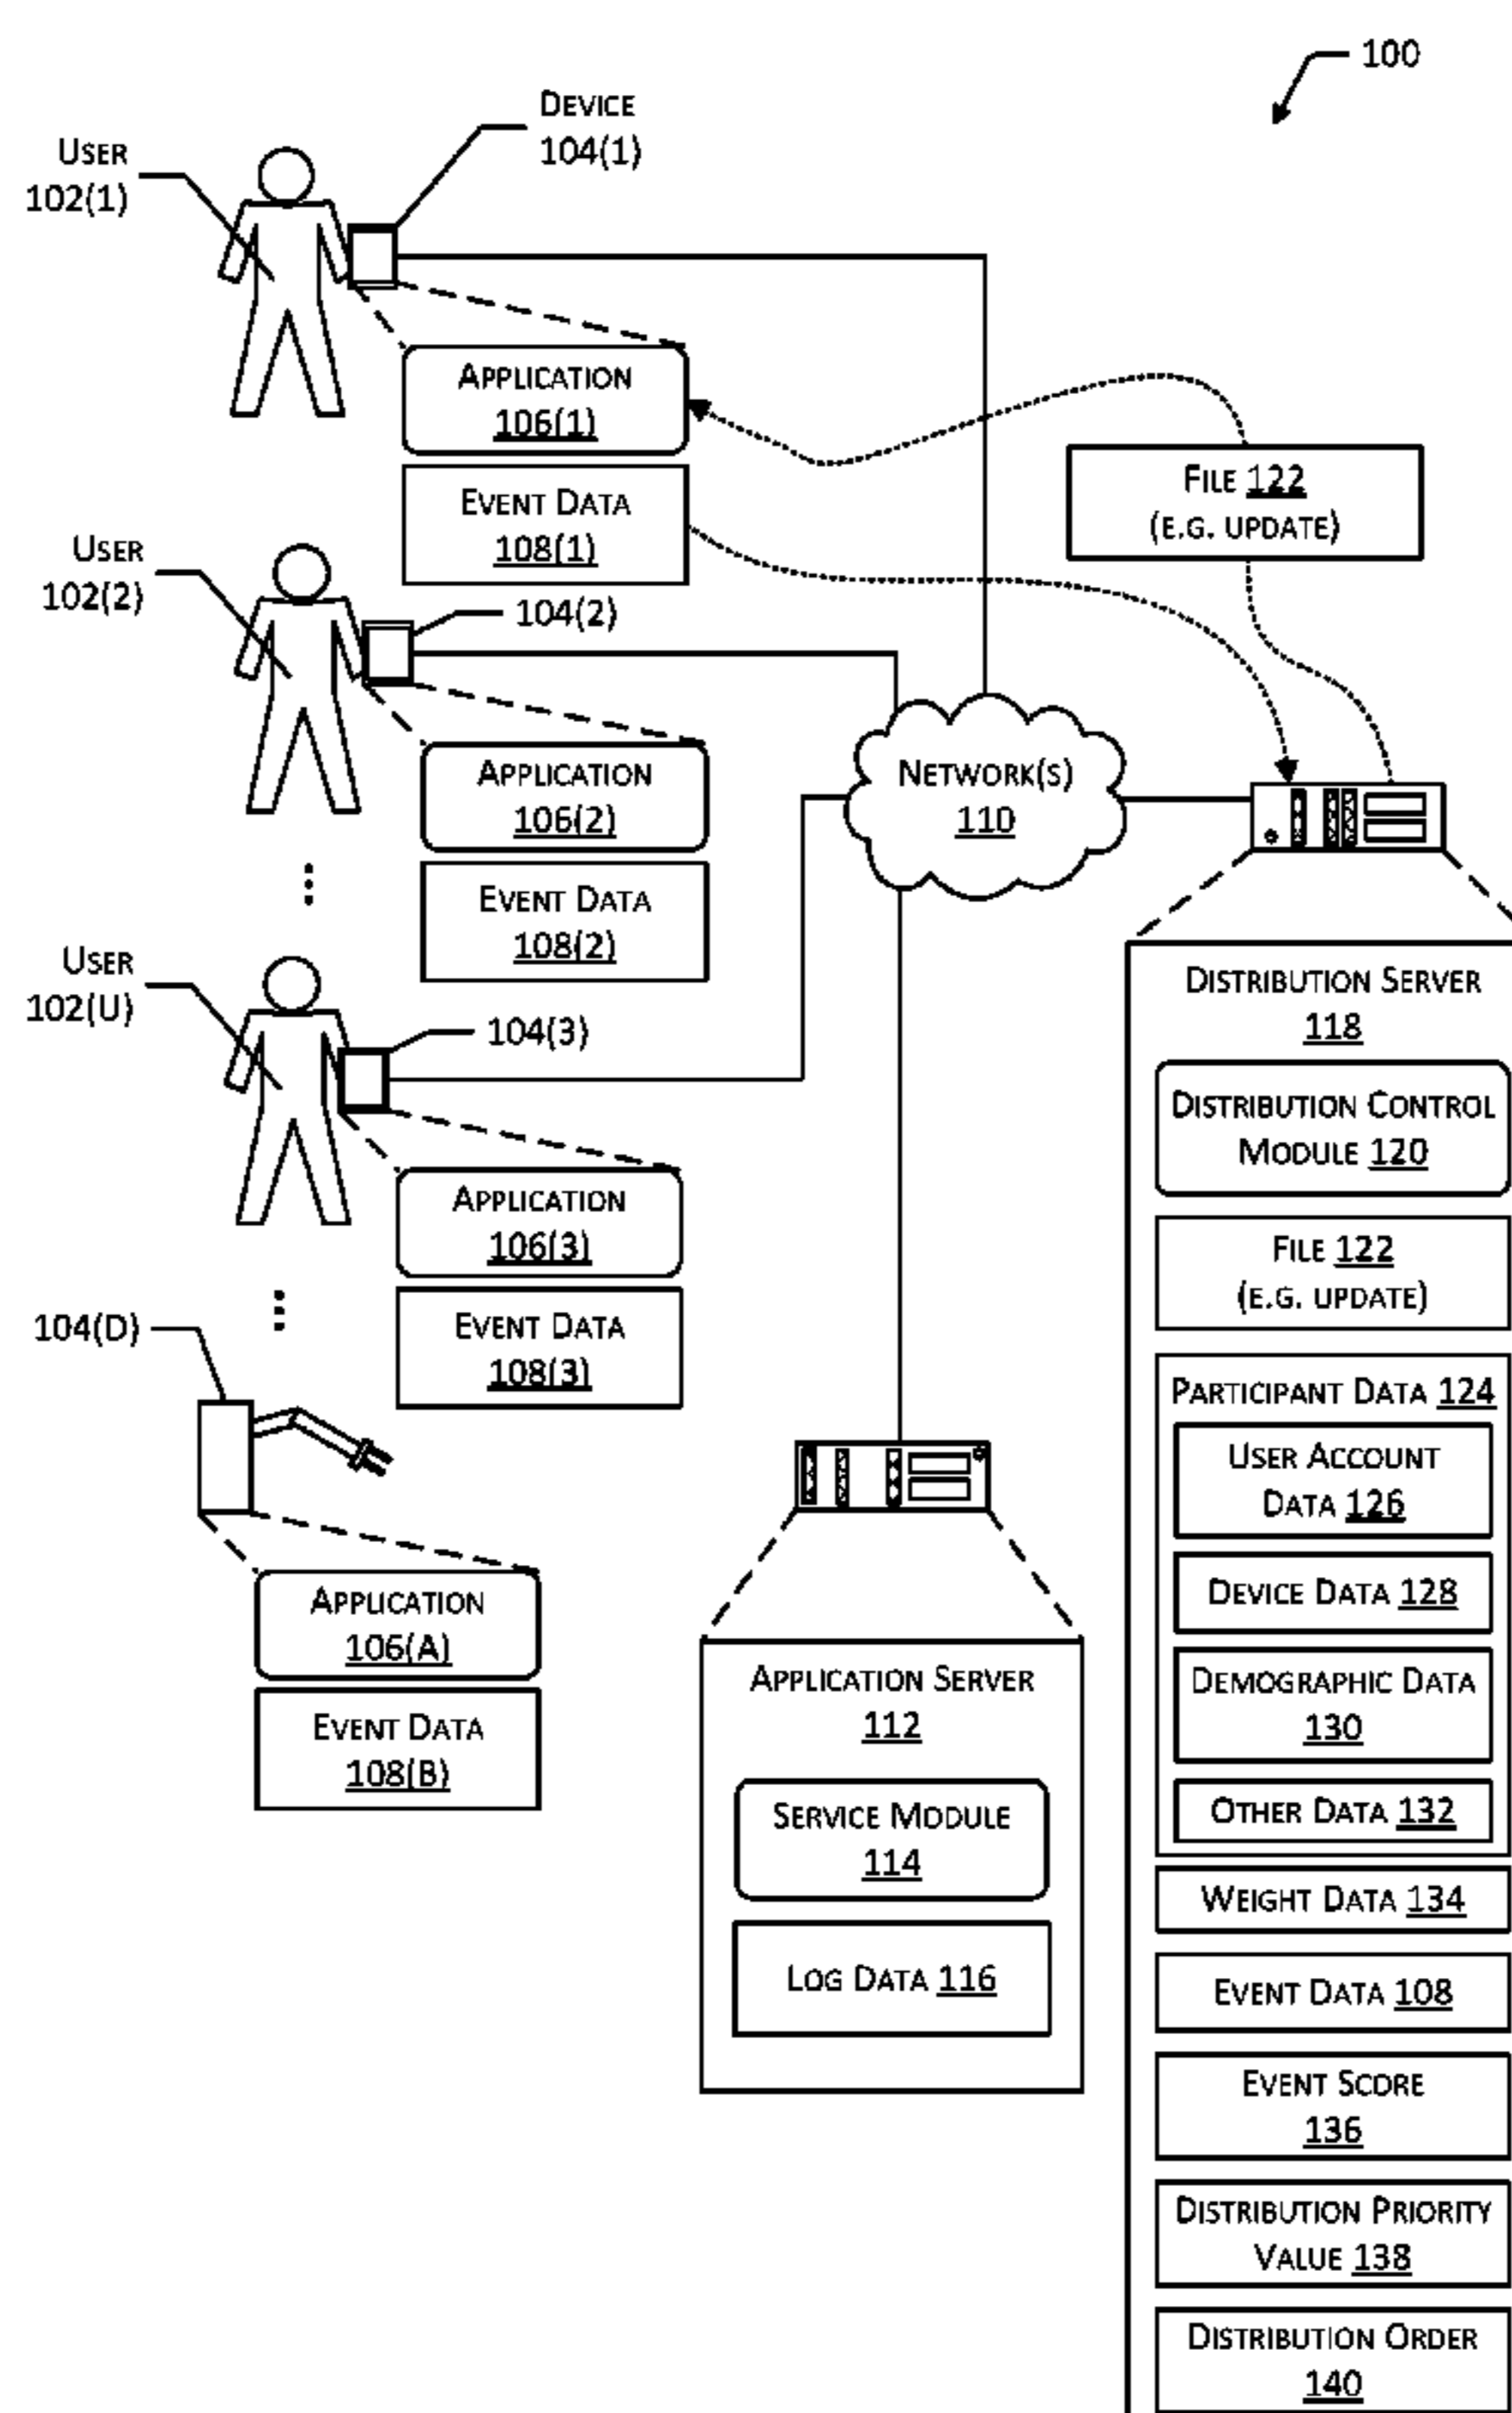 100
DEVICE
104(1)
USER
102(1)
APPLICATION
106(1)
EVENT DATA
108(1)
FILE 122
(E.G. UPDATE)
USER
102(2)
104(2)
APPLICATION
106(2)
EVENT DATA
108(2)
NETWORK(S)
110
USER
102(U)
104(3)
APPLICATION
106(3)
EVENT DATA
108(3)
104(D)
APPLICATION
106(A)
EVENT DATA
108(B)
APPLICATION SERVER
112
SERVICE MODULE
114
LOG DATA 116
DISTRIBUTION SERVER
118
DISTRIBUTION CONTROL
MODULE 120
FILE 122
(E.G. UPDATE)
PARTICIPANT DATA 124
USER ACCOUNT
DATA 126
DEVICE DATA 128
DEMOGRAPHIC DATA
130
OTHER DATA 132
WEIGHT DATA 134
EVENT DATA 108
EVENT SCORE
136
DISTRIBUTION PRIORITY
VALUE 138
DISTRIBUTION ORDER
140